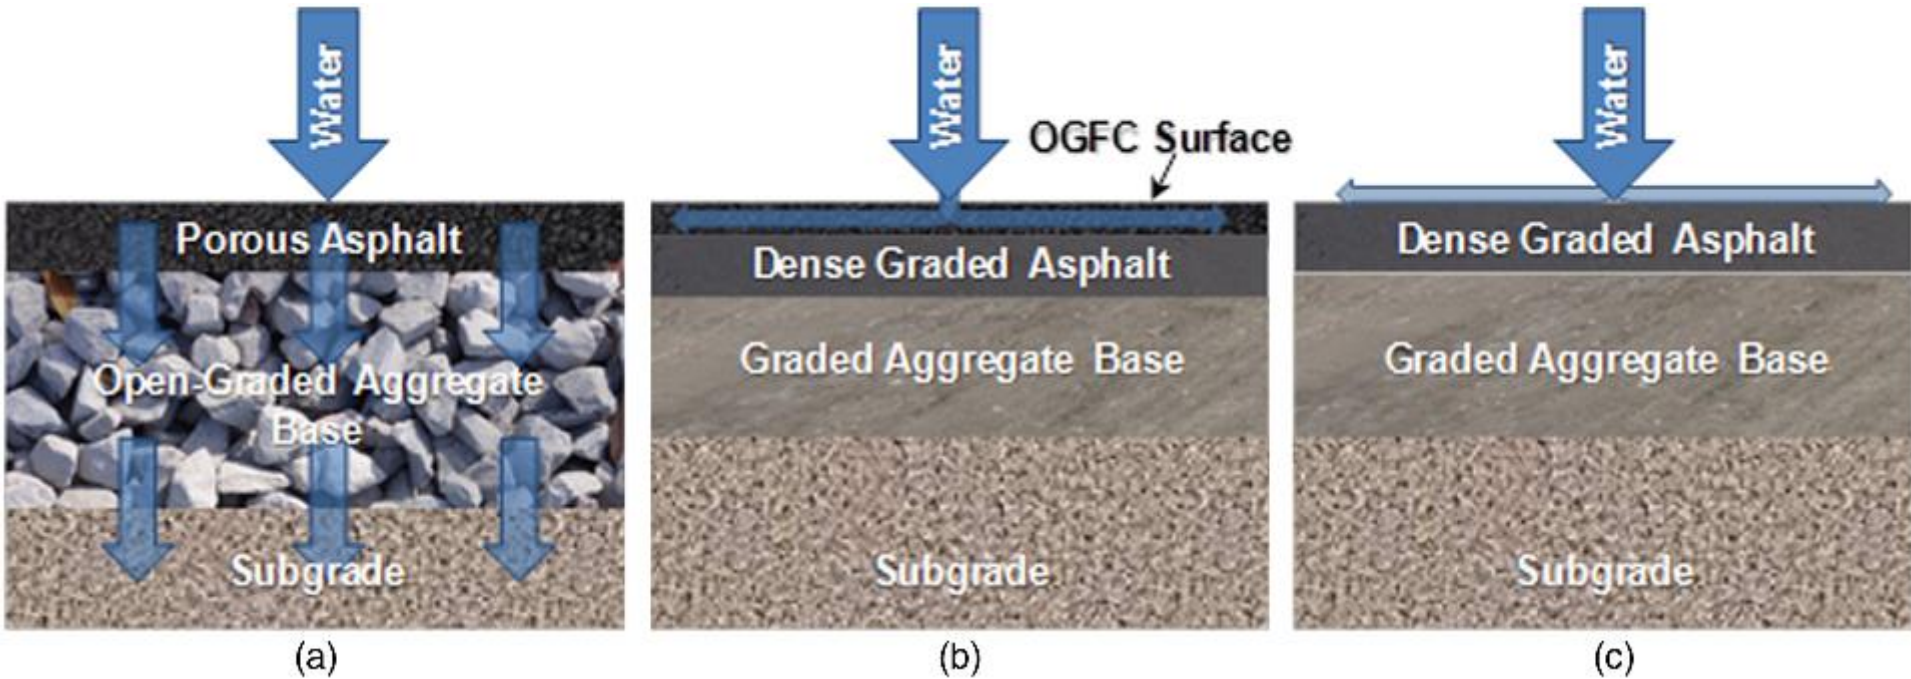 Water
Porous Asphalt
Open-Graded Aggregate
Base
Subgrade
(a)
Water
OGFC Surface
Dense Graded Asphalt
Graded Aggregate Base
Subgrade
(b)
Water
Dense Graded Asphalt
Graded Aggregate Base
Subgrade
(c)